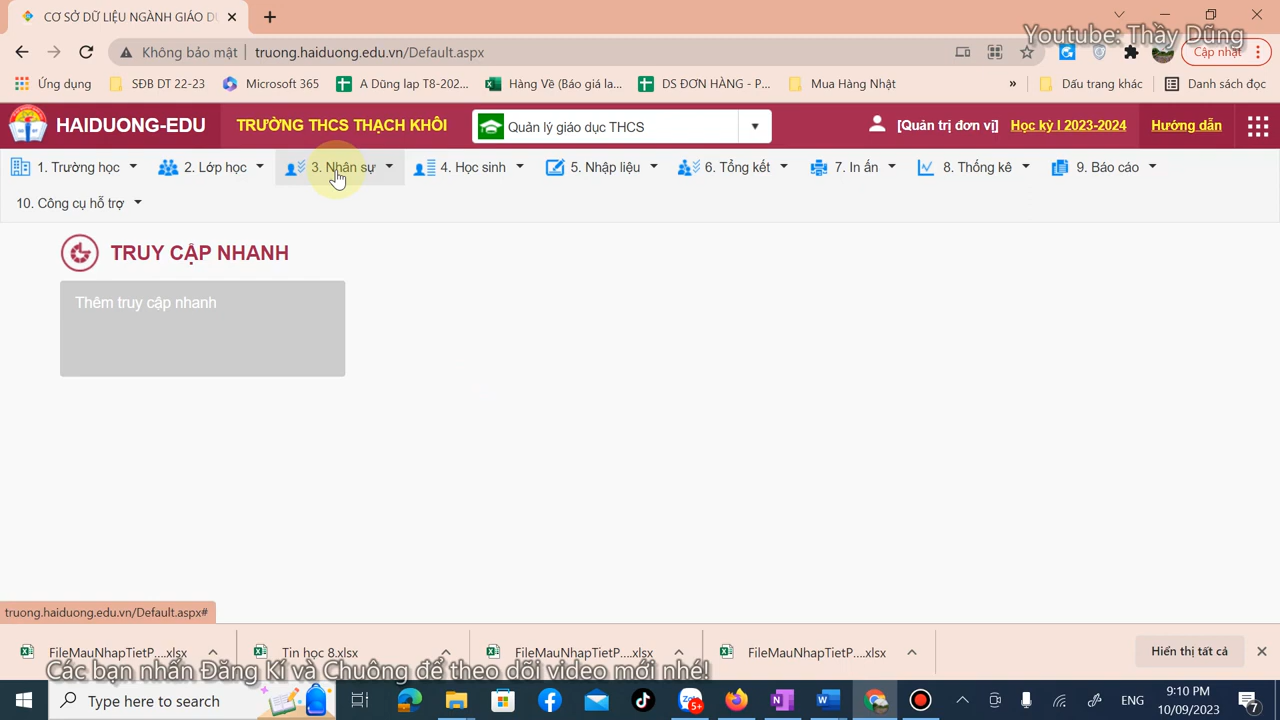 CƠ SỞ DỮ LIỆU NGÀNH GIÁO DỤ
Youtube: Thầy Dũng
Không bảo mật truong.haiduong.edu.vn/Default.aspx Cập nhật
Ứng dụng SĐB DT 22-23 Microsoft 365 A Dũng lap T8-202... Hàng Về (Báo giá la... DS ĐƠN HÀNG - P... Mua Hàng Nhật » Dấu trang khác Danh sách đọc
HAIDUONG-EDU TRƯỜNG THCS THẠCH KHÔI Quản lý giáo dục THCS [Quản trị đơn vị] Học kỳ I 2023-2024 Hướng dẫn
1. Trường học 2. Lớp học 3. Nhân sự 4. Học sinh 5. Nhập liệu 6. Tổng kết 7. In ấn 8. Thống kê 9. Báo cáo
10. Công cụ hỗ trợ
TRUY CẬP NHANH
Thêm truy cập nhanh
truong.haiduong.edu.vn/Default.aspx#
FileMauNhapTietP....xlsx Tin học 8.xlsx FileMauNhapTietP....xlsx FileMauNhapTietP....xlsx Hiển thị tất cả
Các bạn nhấn Đăng Kí và Chuông để theo dõi video mới nhé!
Type here to search 5+ ENG 9:10 PM
10/09/2023 7